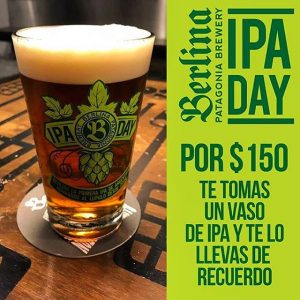 Berlina
PATAGONIA BREWERY
IPA
DAY
POR $150
TE TOMAS
UN VASO
DE IPA Y TE LO
LLEVAS DE
RECUERDO
IPA DAY
B